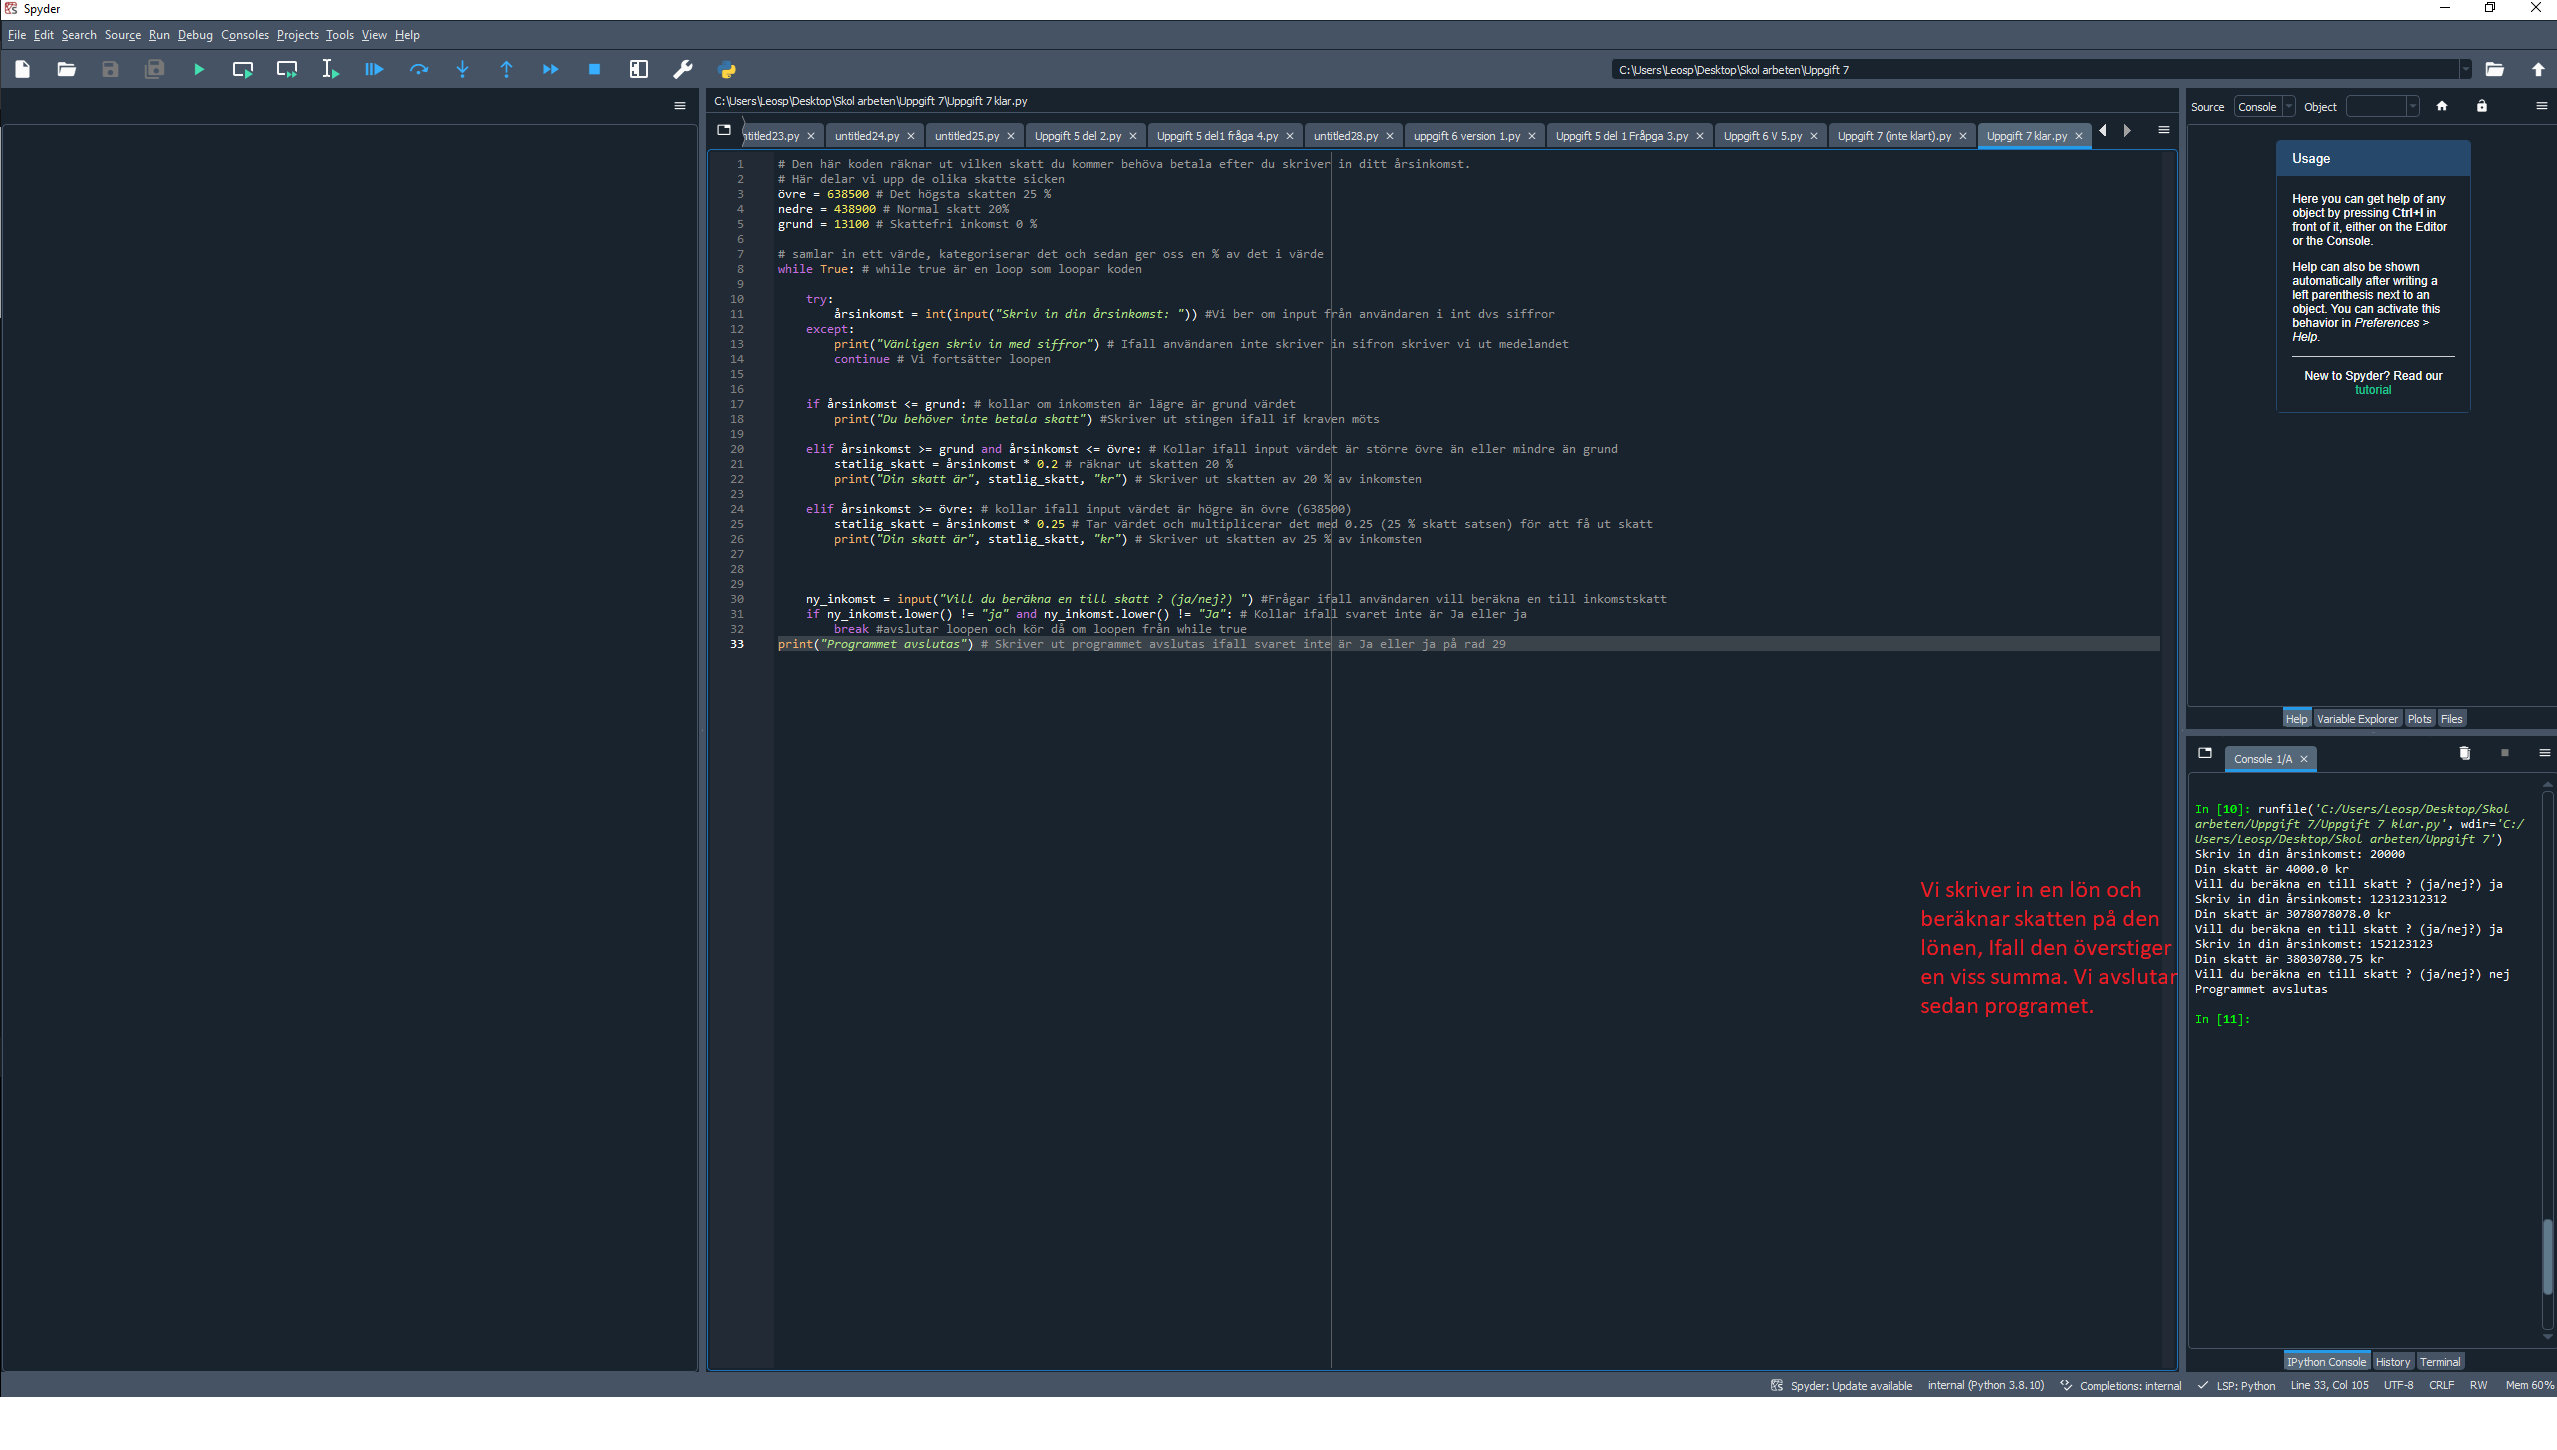 Spyder
File Edit Search Source Run Debug Consoles Projects Tools View Help
C:\Users\Leosp\Desktop\Skol arbeten\Uppgift 7
C:\Users\Leosp\Desktop\Skol arbeten\Uppgift 7\Uppgift 7 klar.py
ntitled23.py untitled24.py untitled25.py Uppgift 5 del 2.py Uppgift 5 del1 fråga 4.py untitled28.py uppgift 6 version 1.py Uppgift 5 del 1 Fråpga 3.py Uppgift 6 V 5.py Uppgift 7 (inte klart).py Uppgift 7 klar.py
1 # Den här koden räknar ut vilken skatt du kommer behöva betala efter du skriver in ditt årsinkomst.
2 # Här delar vi upp de olika skatte sicken
3 övre = 638500 # Det högsta skatten 25 %
4 nedre = 438900 # Normal skatt 20%
5 grund = 13100 # Skattefri inkomst 0 %
6
7 # samlar in ett värde, kategoriserar det och sedan ger oss en % av det i värde
8 while True: # while true är en loop som loopar koden
9
10 try:
11 årsinkomst = int(input("Skriv in din årsinkomst: ")) #Vi ber om input från användaren i int dvs siffror
12 except:
13 print("Vänligen skriv in med siffror") # Ifall användaren inte skriver in sifron skriver vi ut medelandet
14 continue # Vi fortsätter loopen
15
16
17 if årsinkomst <= grund: # kollar om inkomsten är lägre är grund värdet
18 print("Du behöver inte betala skatt") #Skriver ut stingen ifall if kraven möts
19
20 elif årsinkomst >= grund and årsinkomst <= övre: # Kollar ifall input värdet är större övre än eller mindre än grund
21 statlig_skatt = årsinkomst * 0.2 # räknar ut skatten 20 %
22 print("Din skatt är", statlig_skatt, "kr") # Skriver ut skatten av 20 % av inkomsten
23
24 elif årsinkomst >= övre: # kollar ifall input värdet är högre än övre (638500)
25 statlig_skatt = årsinkomst * 0.25 # Tar värdet och multiplicerar det med 0.25 (25 % skatt satsen) för att få ut skatt
26 print("Din skatt är", statlig_skatt, "kr") # Skriver ut skatten av 25 % av inkomsten
27
28
29
30 ny_inkomst = input("Vill du beräkna en till skatt ? (ja/nej?) ") #Frågar ifall användaren vill beräkna en till inkomstskatt
31 if ny_inkomst.lower() != "ja" and ny_inkomst.lower() != "Ja": # Kollar ifall svaret inte är Ja eller ja
32 break #avslutar loopen och kör då om loopen från while true
33 print("Programmet avslutas") # Skriver ut programmet avslutas ifall svaret inte är Ja eller ja på rad 29
Vi skriver in en lön och
beräknar skatten på den
lönen, Ifall den överstiger
en viss summa. Vi avslutar
sedan programet.
Source Console Object
Usage
Here you can get help of any
object by pressing Ctrl+I in
front of it, either on the Editor
or the Console.
Help can also be shown
automatically after writing a
left parenthesis next to an
object. You can activate this
behavior in Preferences >
Help.
New to Spyder? Read our
tutorial
Help Variable Explorer Plots Files
Console 1/A
In [10]: runfile('C:/Users/Leosp/Desktop/Skol
arbeten/Uppgift 7/Uppgift 7 klar.py', wdir='C:/
Users/Leosp/Desktop/Skol arbeten/Uppgift 7')
Skriv in din årsinkomst: 20000
Din skatt är 4000.0 kr
Vill du beräkna en till skatt ? (ja/nej?) ja
Skriv in din årsinkomst: 12312312312
Din skatt är 3078078078.0 kr
Vill du beräkna en till skatt ? (ja/nej?) ja
Skriv in din årsinkomst: 152123123
Din skatt är 38030780.75 kr
Vill du beräkna en till skatt ? (ja/nej?) nej
Programmet avslutas
In [11]:
IPython Console History Terminal
Spyder: Update available internal (Python 3.8.10) Completions: internal LSP: Python Line 33, Col 105 UTF-8 CRLF RW Mem 60%